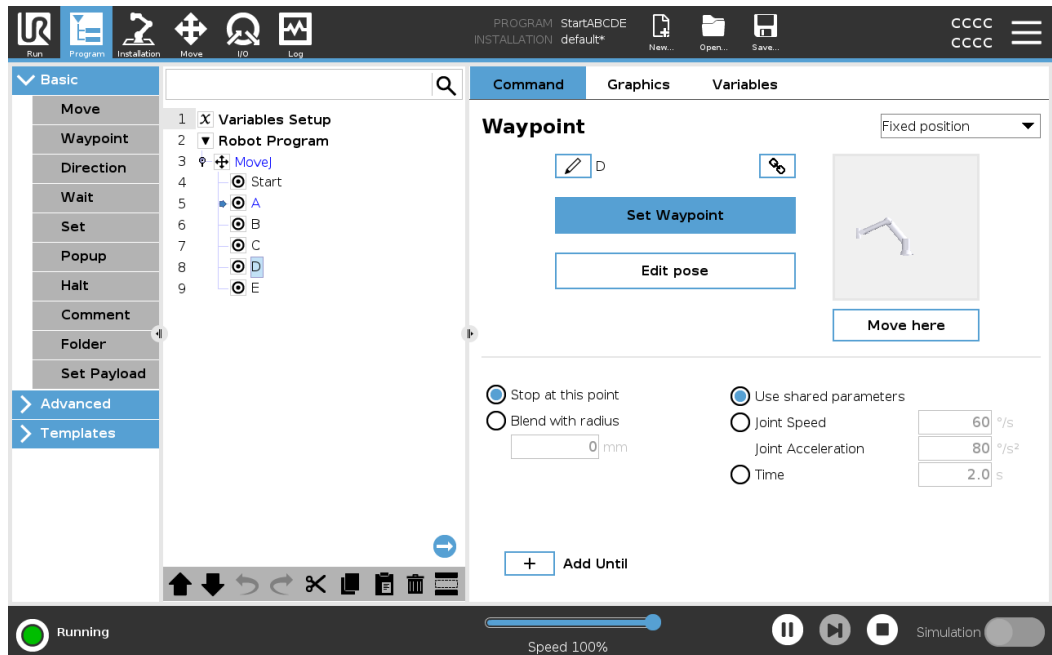 UR
Run
Program
Installation
Move
I/O
Log
PROGRAM StartABCDE
INSTALLATION default*
New...
Open...
Save...
CCCC
CCCC
Basic
Move
Waypoint
Direction
Wait
Set
Popup
Halt
Comment
Folder
Set Payload
Advanced
Templates
1 X Variables Setup
2 Robot Program
3 MoveJ
4 Start
5 A
6 B
7 C
8 D
9 E
Command Graphics Variables
Waypoint
Fixed position
D
Set Waypoint
Edit pose
Move here
Stop at this point
Blend with radius
0 mm
Use shared parameters
Joint Speed 60 °/s
Joint Acceleration 80 °/s²
Time 2.0 s
+ Add Until
Running
Speed 100%
Simulation